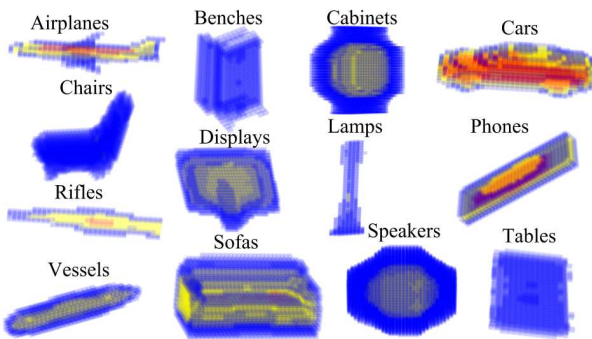 Airplanes
Benches
Cabinets
Cars
Chairs
Displays
Lamps
Phones
Rifles
Sofas
Speakers
Tables
Vessels